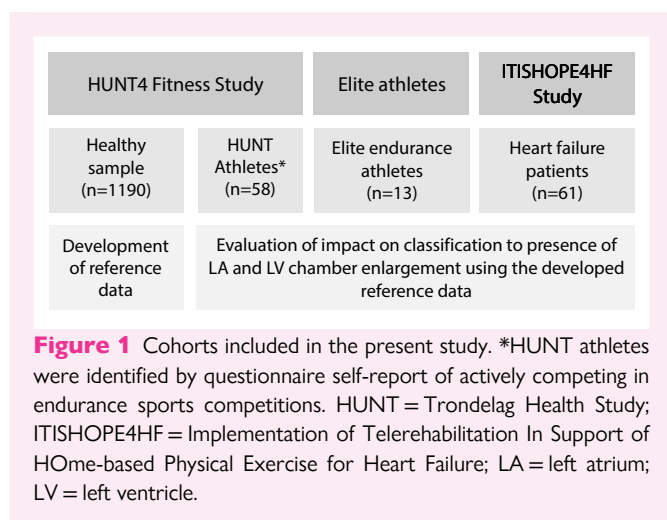 HUNT4 Fitness Study
Elite athletes
ITISHOPE4HF
Study
Healthy
sample
(n=1190)
HUNT
Athletes*
(n=58)
Elite endurance
athletes
(n=13)
Heart failure
patients
(n=61)
Development
of reference
data
Evaluation of impact on classification to presence of
LA and LV chamber enlargement using the developed
reference data
Figure 1 Cohorts included in the present study. *HUNT athletes
were identified by questionnaire self-report of actively competing in
endurance sports competitions. HUNT = Trondelag Health Study;
ITISHOPE4HF = Implementation of Telerehabilitation In Support of
HOme-based Physical Exercise for Heart Failure; LA = left atrium;
LV = left ventricle.